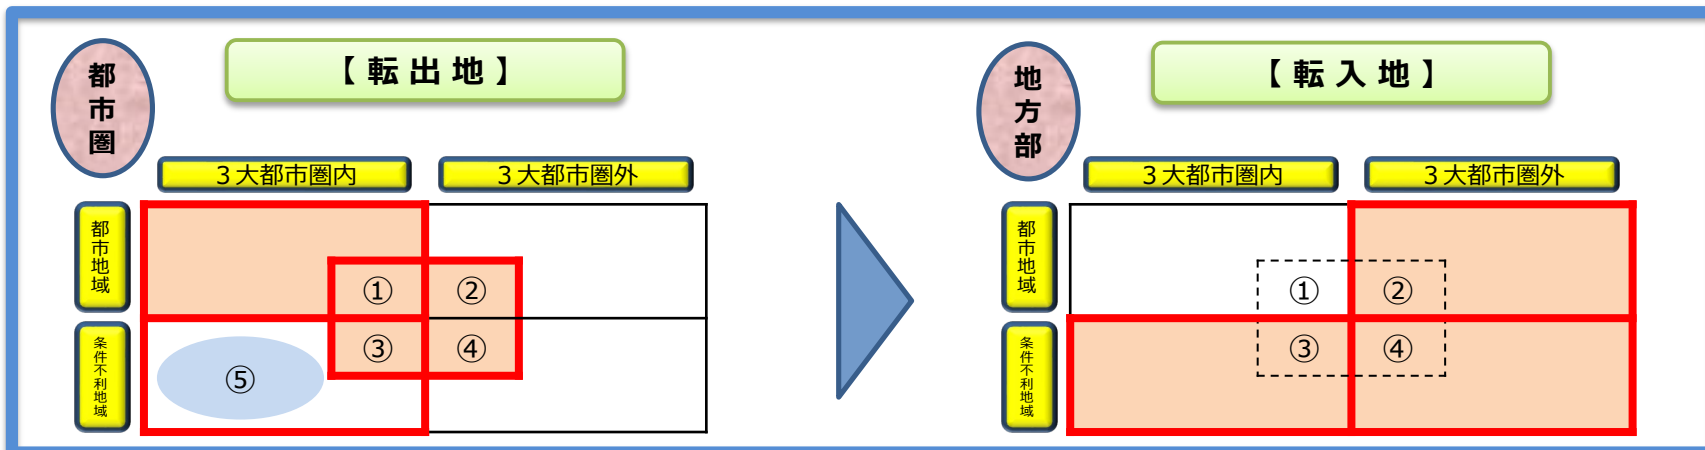 都市圏
【 転 出 地 】
３大都市圏内
３大都市圏外
都市地域
①
②
条件不利地域
③
④
⑤
地方部
【 転 入 地 】
３大都市圏内
３大都市圏外
都市地域
①
②
条件不利地域
③
④